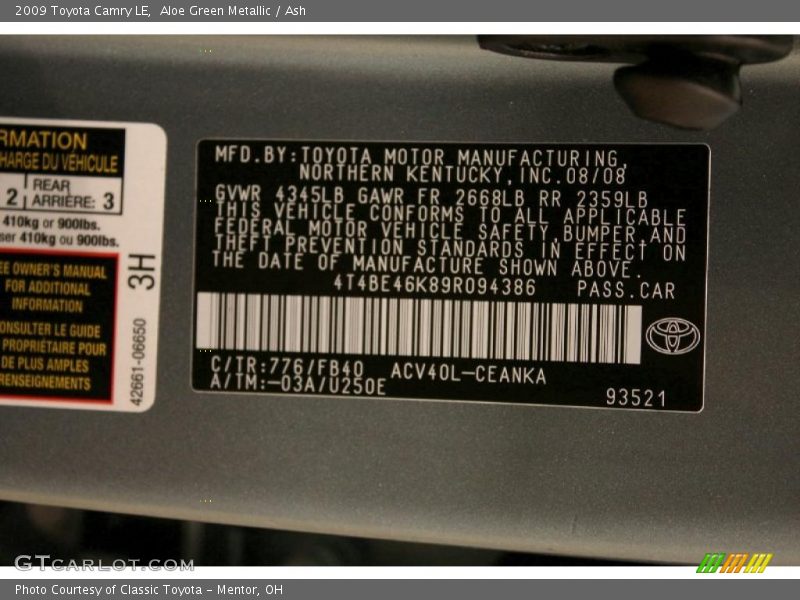 2009 Toyota Camry LE,  Aloe Green Metallic / Ash
RMATION
HARGE DU VÉHICULE
2 REAR ARRIÈRE: 3
410kg or 900lbs.
ser 410kg ou 900lbs.
EE OWNER'S MANUAL
FOR ADDITIONAL
INFORMATION
ONSULTER LE GUIDE
PROPRIÉTAIRE POUR
DE PLUS AMPLES
RENSEIGNEMENTS
3H
42661-06650
MFD.BY:TOYOTA MOTOR MANUFACTURING,
NORTHERN KENTUCKY,INC.08/08
GVWR 4345LB GAWR FR 2668LB RR 2359LB
THIS VEHICLE CONFORMS TO ALL APPLICABLE
FEDERAL MOTOR VEHICLE SAFETY,BUMPER AND
THEFT PREVENTION STANDARDS IN EFFECT ON
THE DATE OF MANUFACTURE SHOWN ABOVE.
4T4BE46K89R094386 PASS.CAR
C/TR:776/FB40 ACV40L-CEANKA
A/TM:-03A/U250E
93521
GTCARLOT.COM
Photo Courtesy of Classic Toyota - Mentor, OH